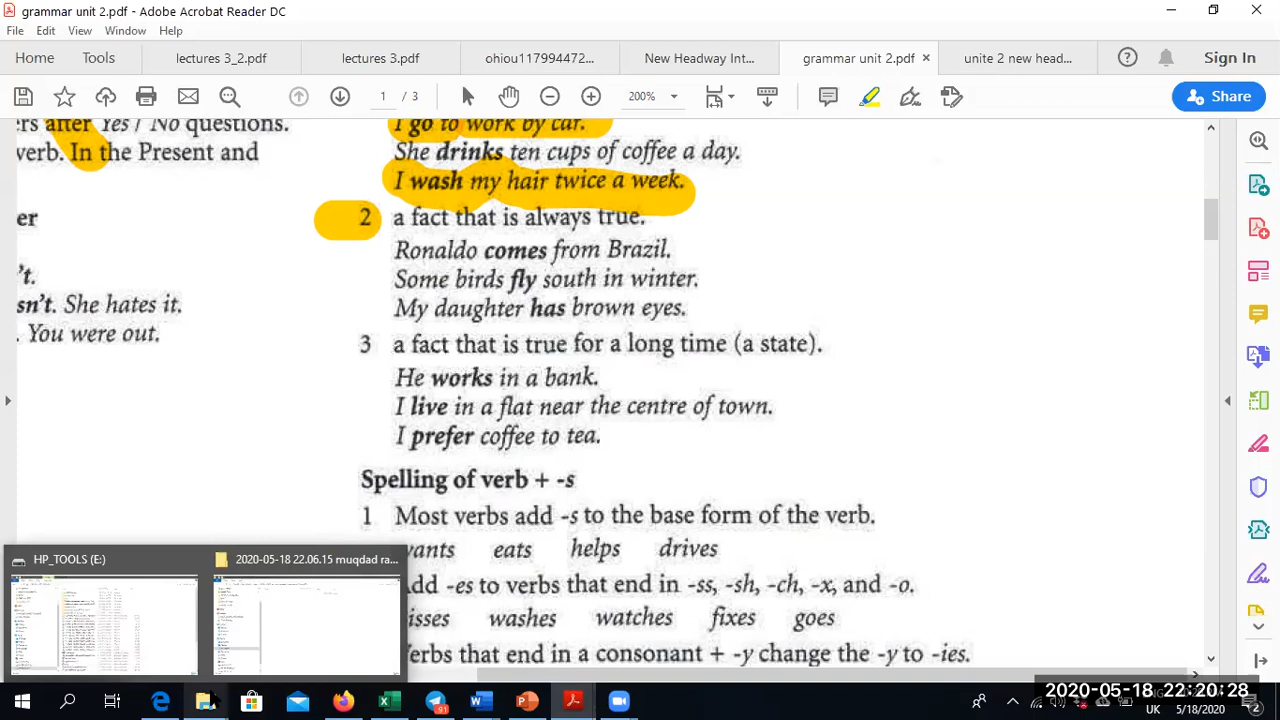 grammar unit 2.pdf - Adobe Acrobat Reader DC
File Edit View Window Help
Home Tools lectures 3_2.pdf lectures 3.pdf ohiou117994472... New Headway Int... grammar unit 2.pdf unite 2 new head... Sign In
1 / 3 200% Share
ers after Yes / No questions.
verb. In the Present and
er
't.
sn't. She hates it.
. You were out.
I go to work by car.
She drinks ten cups of coffee a day.
I wash my hair twice a week.
2 a fact that is always true.
Ronaldo comes from Brazil.
Some birds fly south in winter.
My daughter has brown eyes.
3 a fact that is true for a long time (a state).
He works in a bank.
I live in a flat near the centre of town.
I prefer coffee to tea.
Spelling of verb + -s
1 Most verbs add -s to the base form of the verb.
wants eats helps drives
Add -es to verbs that end in -ss, -sh, -ch, -x, and -o.
isses washes watches fixes goes
Verbs that end in a consonant + -y change the -y to -ies.
HP_TOOLS (E:) 2020-05-18 22.06.15 muqdad ra...
91
2020-05-18 22:20:28
UK 5/18/2020 2